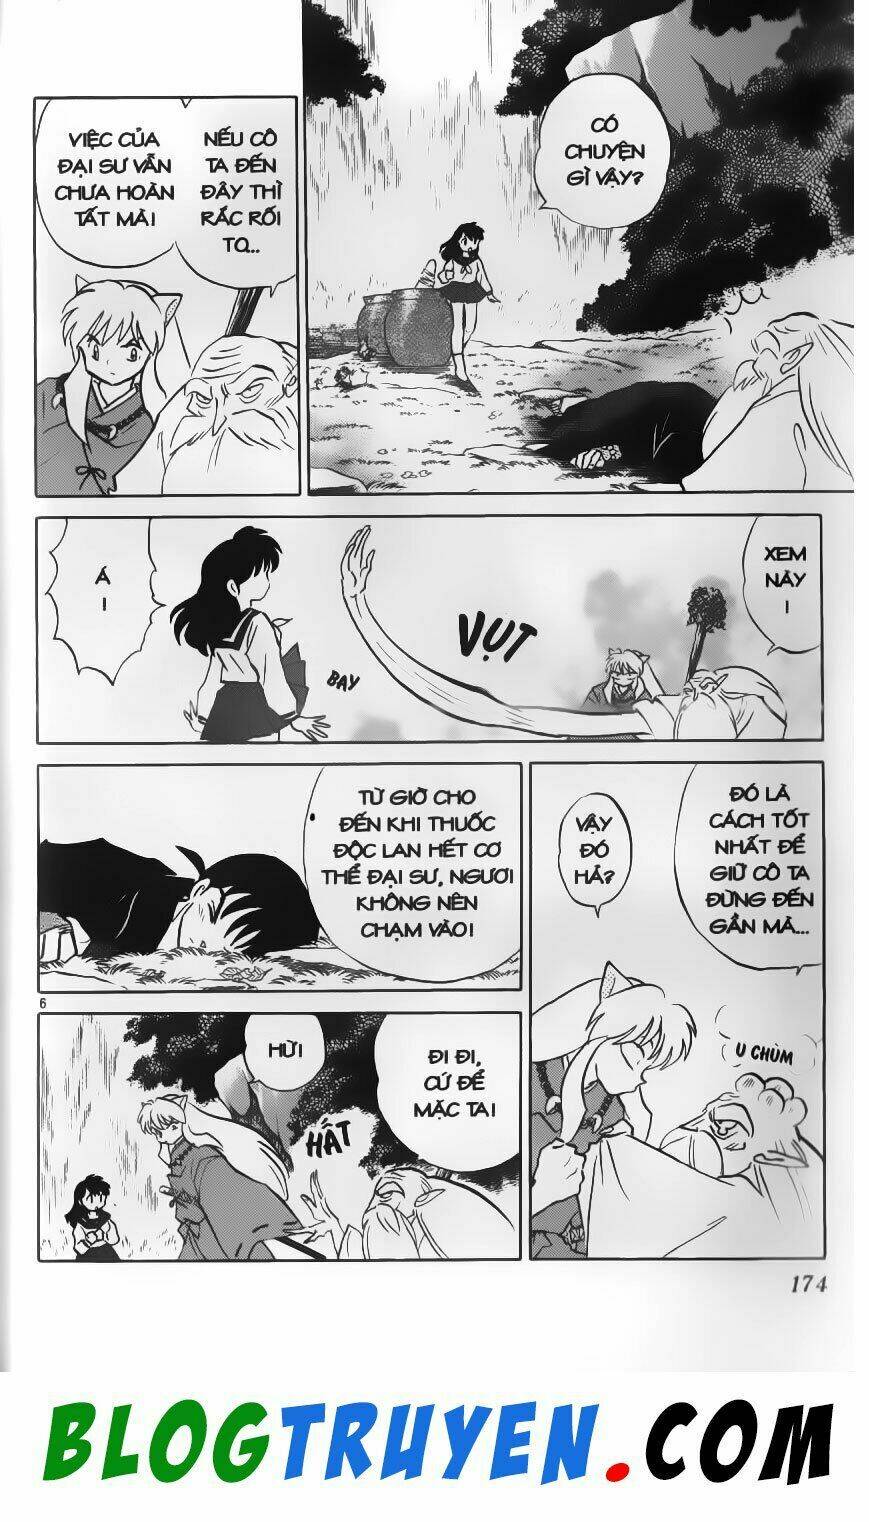 CÓ
CHUYỆN
GÌ VẬY?
NẾU CÔ
TA ĐẾN
ĐÂY THÌ
RẮC RỐI
TO...
VIỆC CỦA
ĐẠI SƯ VẪN
CHƯA HOÀN
TẤT MÀ!
XEM
NÀY
!
VỤT
BAY
Á
!
ĐÓ LÀ
CÁCH TỐT
NHẤT ĐỂ
GIỮ CÔ TA
ĐỪNG ĐẾN
GẦN MÀ...
VẬY
ĐÓ
HẢ?
U CHÙM
TỪ GIỜ CHO
ĐẾN KHI THUỐC
ĐỘC LAN HẾT CƠ
THỂ ĐẠI SƯ, NGƯƠI
KHÔNG NÊN
CHẠM VÀO!
6
ĐI ĐI,
CỨ ĐỂ
MẶC TA!
HỪ!
HẤT
174
BLOGTRUYEN.COM